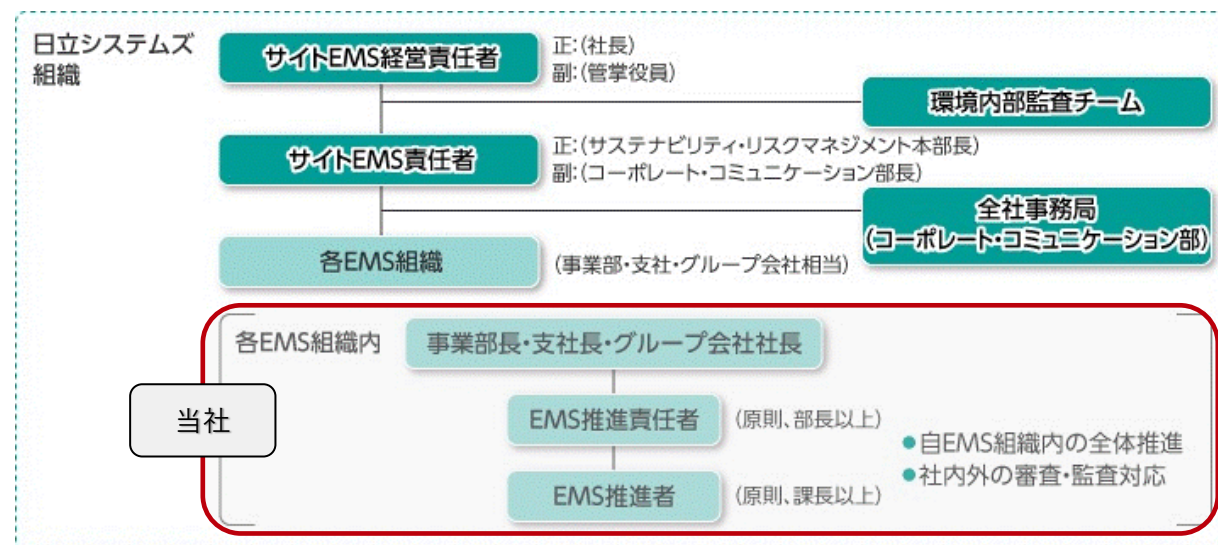 日立システムズ
組織
サイトEMS経営責任者
正:(社長)
副:(管掌役員)
環境内部監査チーム
サイトEMS責任者
正:(サステナビリティ・リスクマネジメント本部長)
副:(コーポレート・コミュニケーション部長)
全社事務局
(コーポレート・コミュニケーション部)
各EMS組織
(事業部・支社・グループ会社相当)
各EMS組織内
事業部長・支社長・グループ会社社長
当社
EMS推進責任者
(原則、部長以上)
●自EMS組織内の全体推進
●社内外の審査・監査対応
EMS推進者
(原則、課長以上)